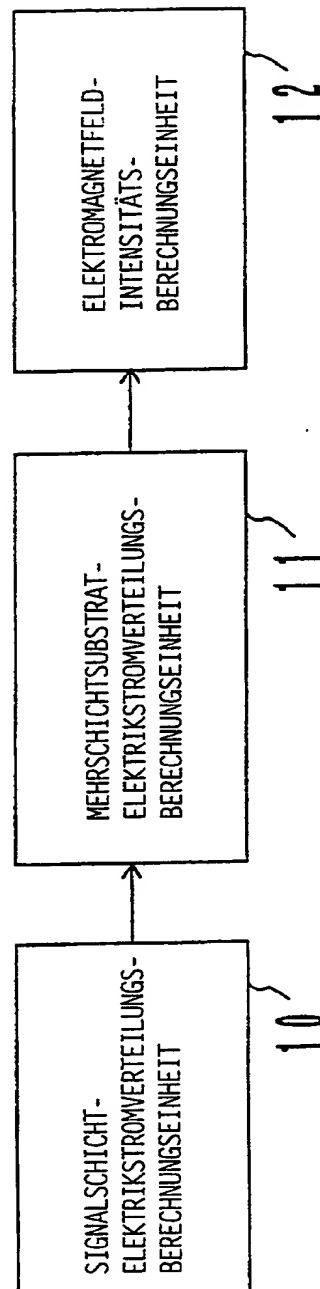 SIGNALSCHICHT-
ELEKTRIKSTROMVERTEILUNGS-
BERECHNUNGSEINHEIT
10
MEHRSCHICHTSUBSTRAT-
ELEKTRIKSTROMVERTEILUNGS-
BERECHNUNGSEINHEIT
11
ELEKTROMAGNETFELD-
INTENSITÄTS-
BERECHNUNGSEINHEIT
12